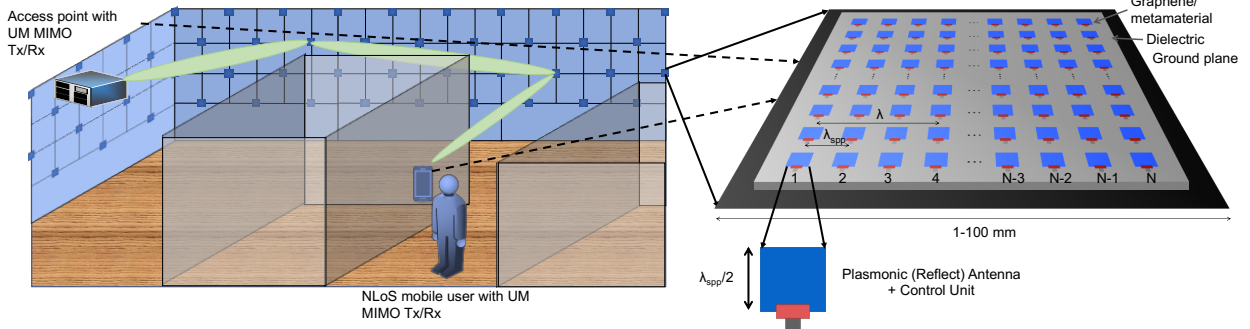 Access point with
UM MIMO
Tx/Rx
NLoS mobile user with UM
MIMO Tx/Rx
Graphene/
metamaterial
Dielectric
Ground plane
...
...
...
...
λ
...
λspp
...
...
1 2 3 4 N-3 N-2 N-1 N
1-100 mm
λspp/2
Plasmonic (Reflect) Antenna
+ Control Unit